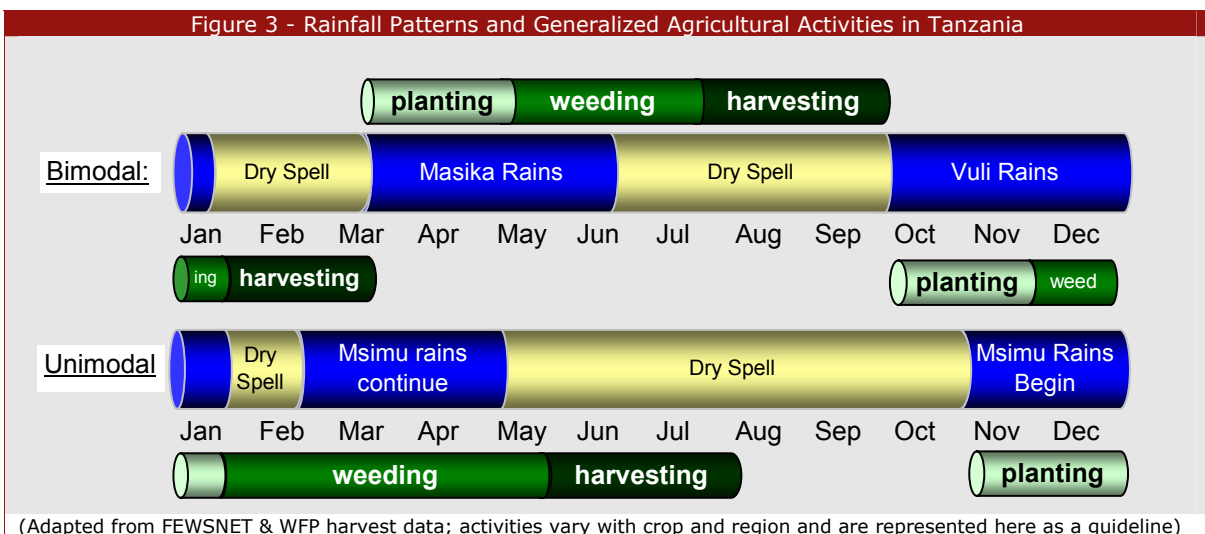 Figure 3 - Rainfall Patterns and Generalized Agricultural Activities in Tanzania
planting weeding harvesting
Bimodal: Dry Spell Masika Rains Dry Spell Vuli Rains
Jan Feb Mar Apr May Jun Jul Aug Sep Oct Nov Dec
ing harvesting planting weed
Unimodal Dry Spell Msimu rains continue Dry Spell Msimu Rains Begin
Jan Feb Mar Apr May Jun Jul Aug Sep Oct Nov Dec
weeding harvesting planting
(Adapted from FEWSNET & WFP harvest data; activities vary with crop and region and are represented here as a guideline)